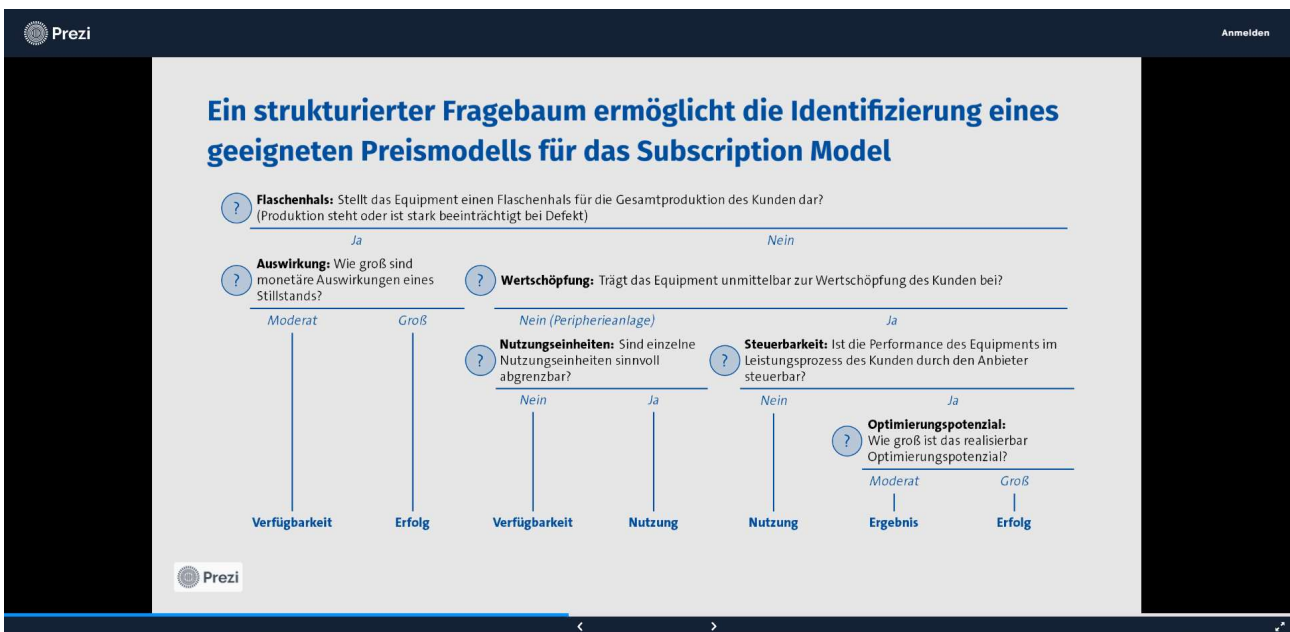 Prezi
Anmelden
Ein strukturierter Fragebaum ermöglicht die Identifizierung eines
geeigneten Preismodells für das Subscription Model
? Flaschenhals: Stellt das Equipment einen Flaschenhals für die Gesamtproduktion des Kunden dar?
(Produktion steht oder ist stark beeinträchtigt bei Defekt)
Ja Nein
Auswirkung: Wie groß sind
? monetäre Auswirkungen eines
Stillstands?
? Wertschöpfung: Trägt das Equipment unmittelbar zur Wertschöpfung des Kunden bei?
Moderat Groß Nein (Peripherieanlage) Ja
Nutzungseinheiten: Sind einzelne
? Nutzungseinheiten sinnvoll
abgrenzbar?
Steuerbarkeit: Ist die Performance des Equipments im
? Leistungsprozess des Kunden durch den Anbieter
steuerbar?
Nein Ja Nein Ja
Optimierungspotenzial:
? Wie groß ist das realisierbar
Optimierungspotenzial?
Moderat Groß
Verfügbarkeit Erfolg Verfügbarkeit Nutzung Nutzung Ergebnis Erfolg
Prezi